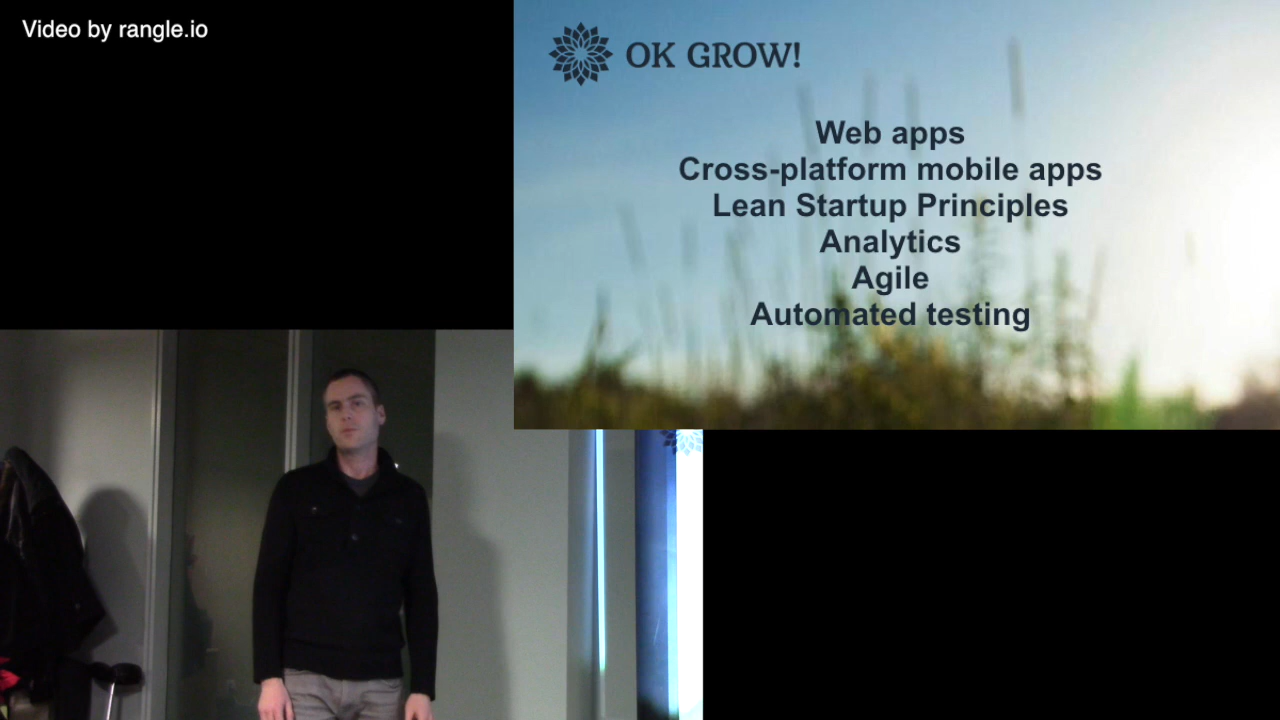 Video by rangle.io
OK GROW!
Web apps
Cross-platform mobile apps
Lean Startup Principles
Analytics
Agile
Automated testing